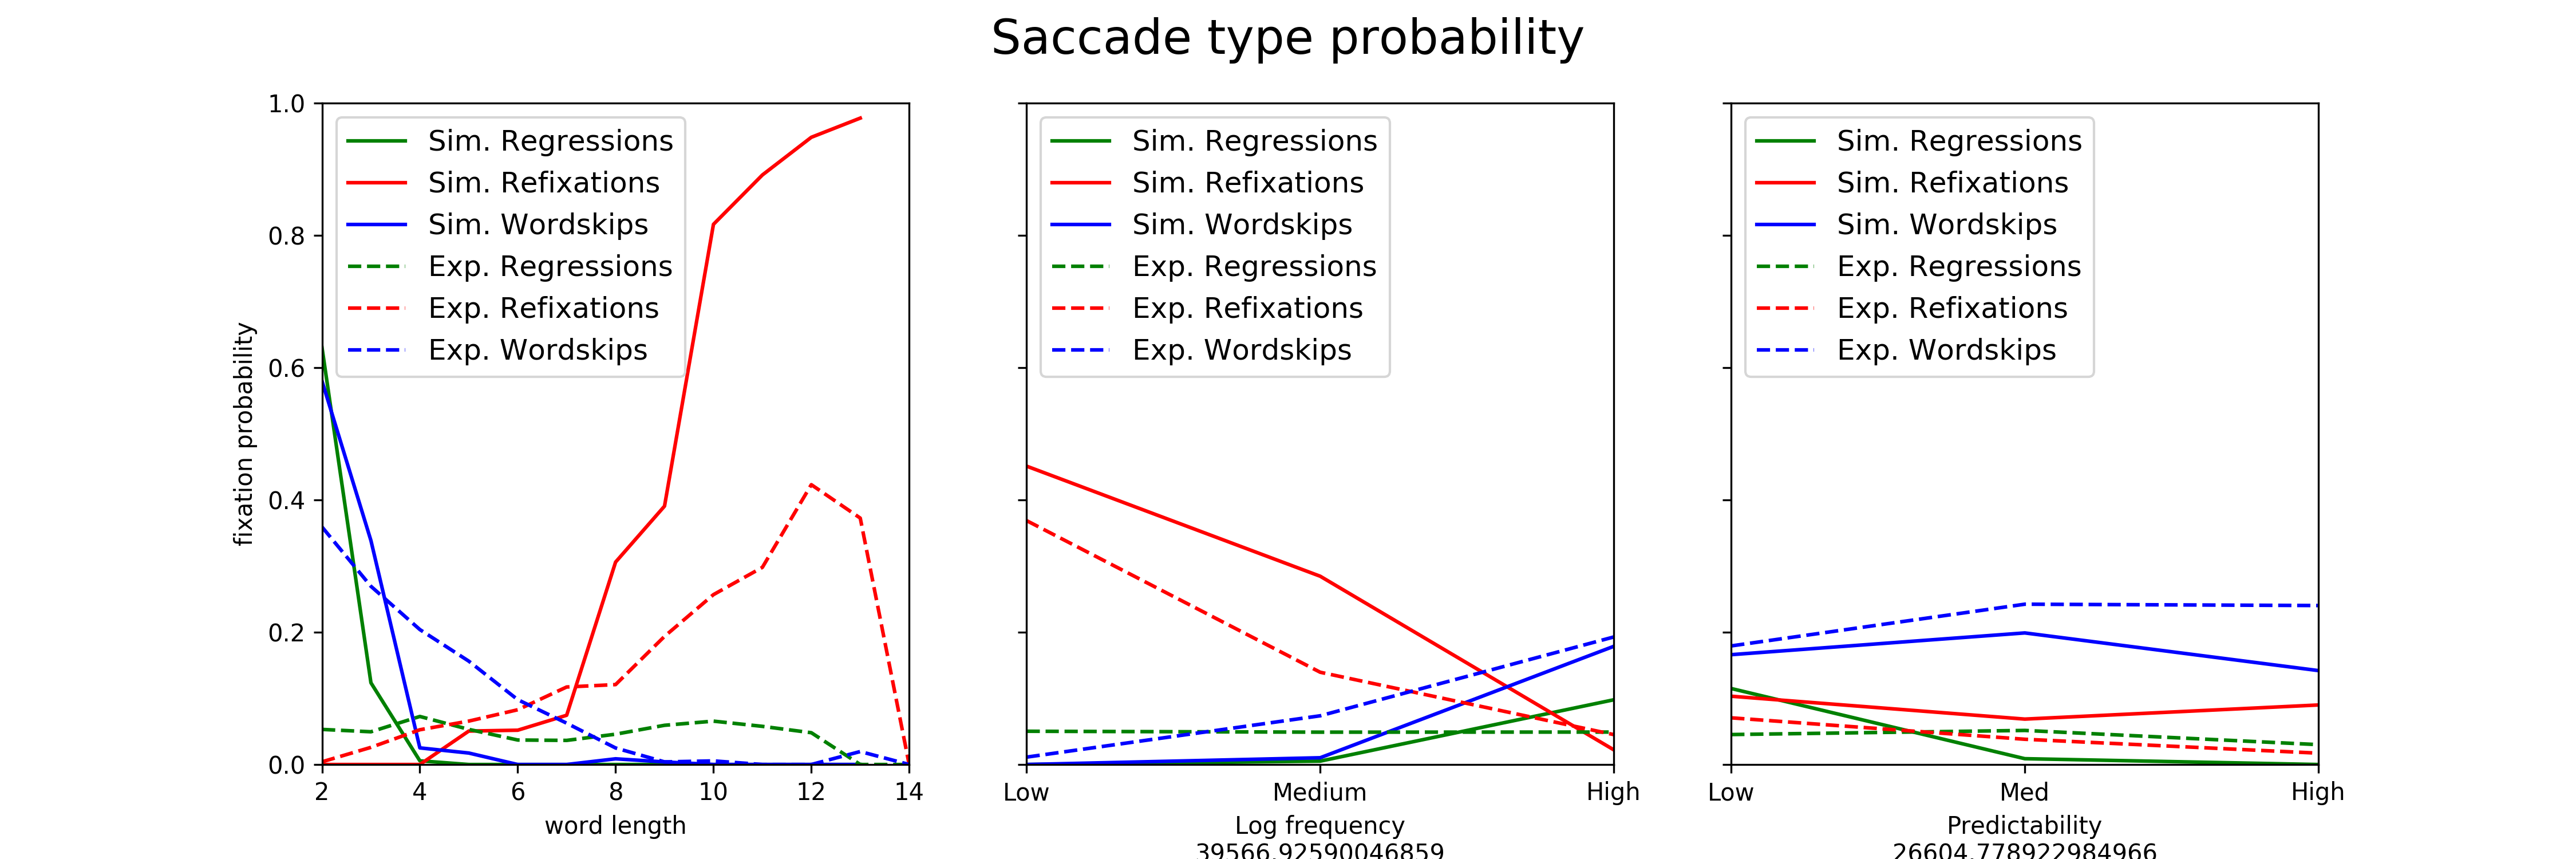 Saccade type probability
fixation probability
1.0
0.8
0.6
0.4
0.2
0.0
Sim. Regressions
Sim. Refixations
Sim. Wordskips
Exp. Regressions
Exp. Refixations
Exp. Wordskips
2 4 6 8 10 12 14
word length
Sim. Regressions
Sim. Refixations
Sim. Wordskips
Exp. Regressions
Exp. Refixations
Exp. Wordskips
Low Medium High
Log frequency
39566.92590046859
Sim. Regressions
Sim. Refixations
Sim. Wordskips
Exp. Regressions
Exp. Refixations
Exp. Wordskips
Low Med High
Predictability
26604.778922984966